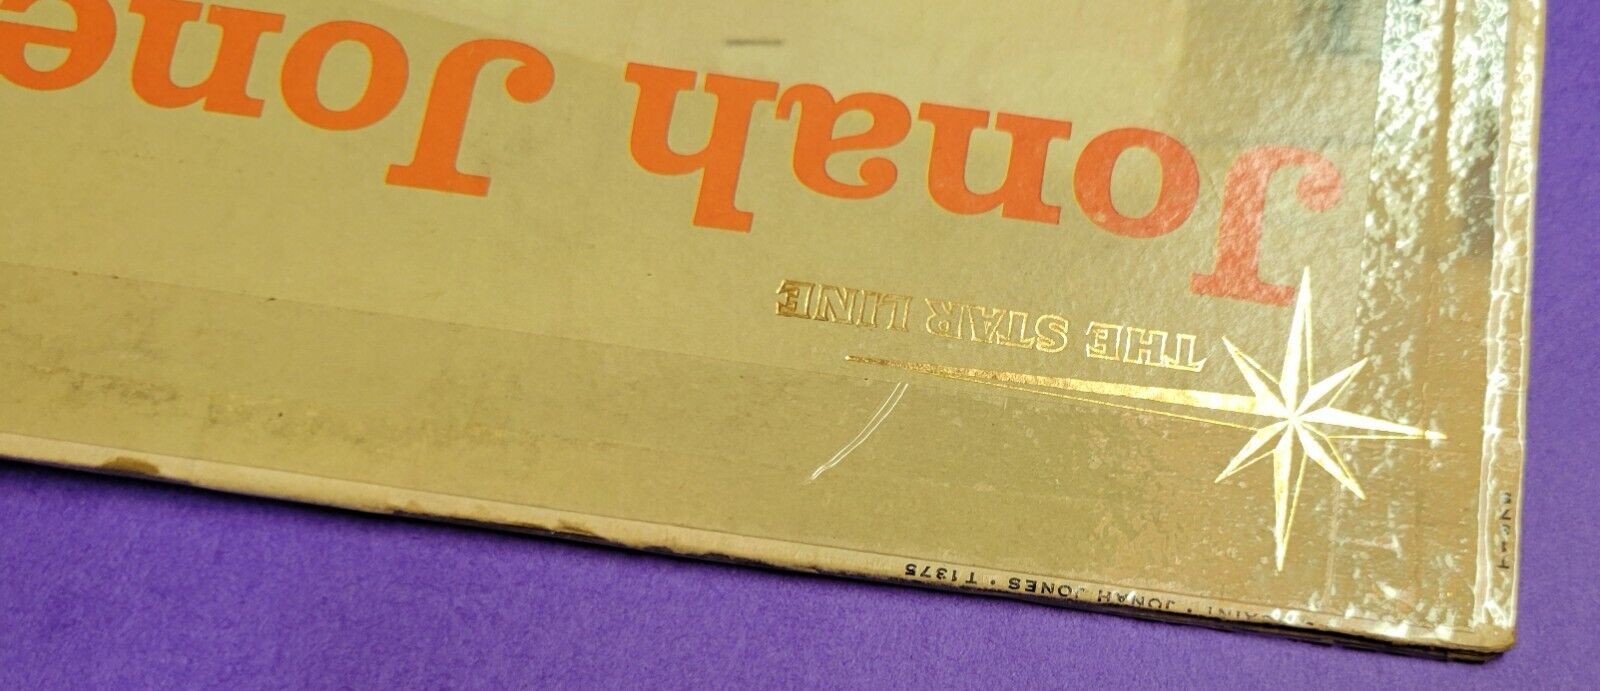 JONAH JONES · T1375
THE STAR LINE
Jonah Jone